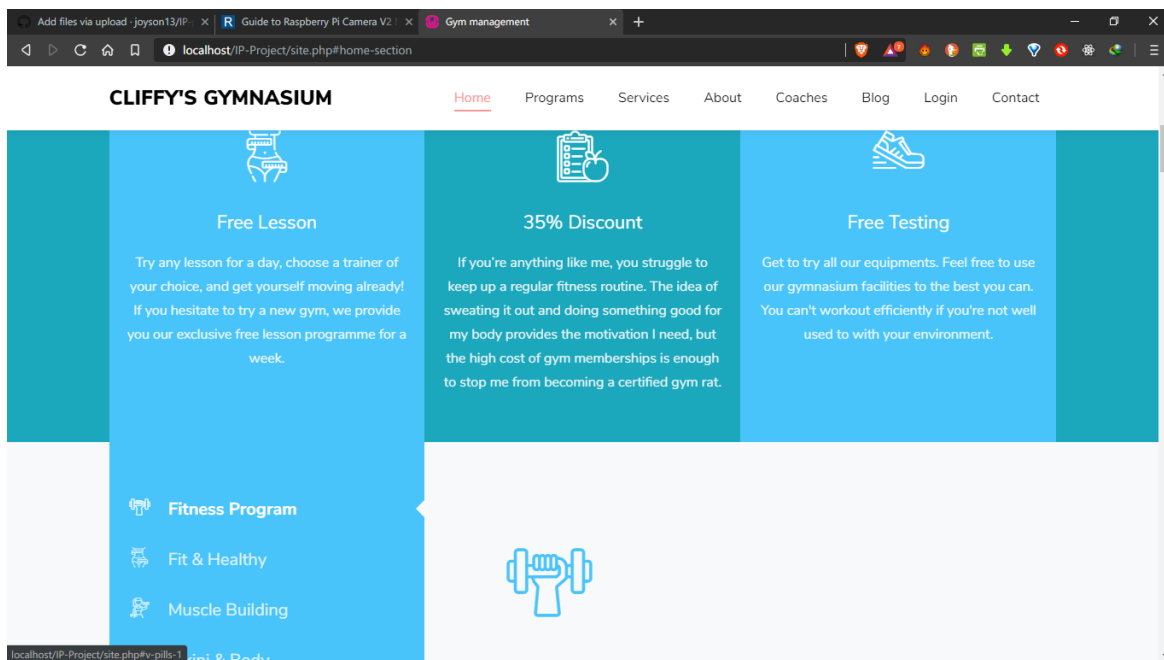 Add files via upload · joyson13/IP-
Guide to Raspberry Pi Camera V2
Gym management
localhost/IP-Project/site.php#home-section
CLIFFY'S GYMNASIUM
Home Programs Services About Coaches Blog Login Contact
Free Lesson
Try any lesson for a day, choose a trainer of
your choice, and get yourself moving already!
If you hesitate to try a new gym, we provide
you our exclusive free lesson programme for a
week.
35% Discount
If you're anything like me, you struggle to
keep up a regular fitness routine. The idea of
sweating it out and doing something good for
my body provides the motivation I need, but
the high cost of gym memberships is enough
to stop me from becoming a certified gym rat.
Free Testing
Get to try all our equipments. Feel free to use
our gymnasium facilities to the best you can.
You can't workout efficiently if you're not well
used to with your environment.
Fitness Program
Fit & Healthy
Muscle Building
localhost/IP-Project/site.php#v-pills-1